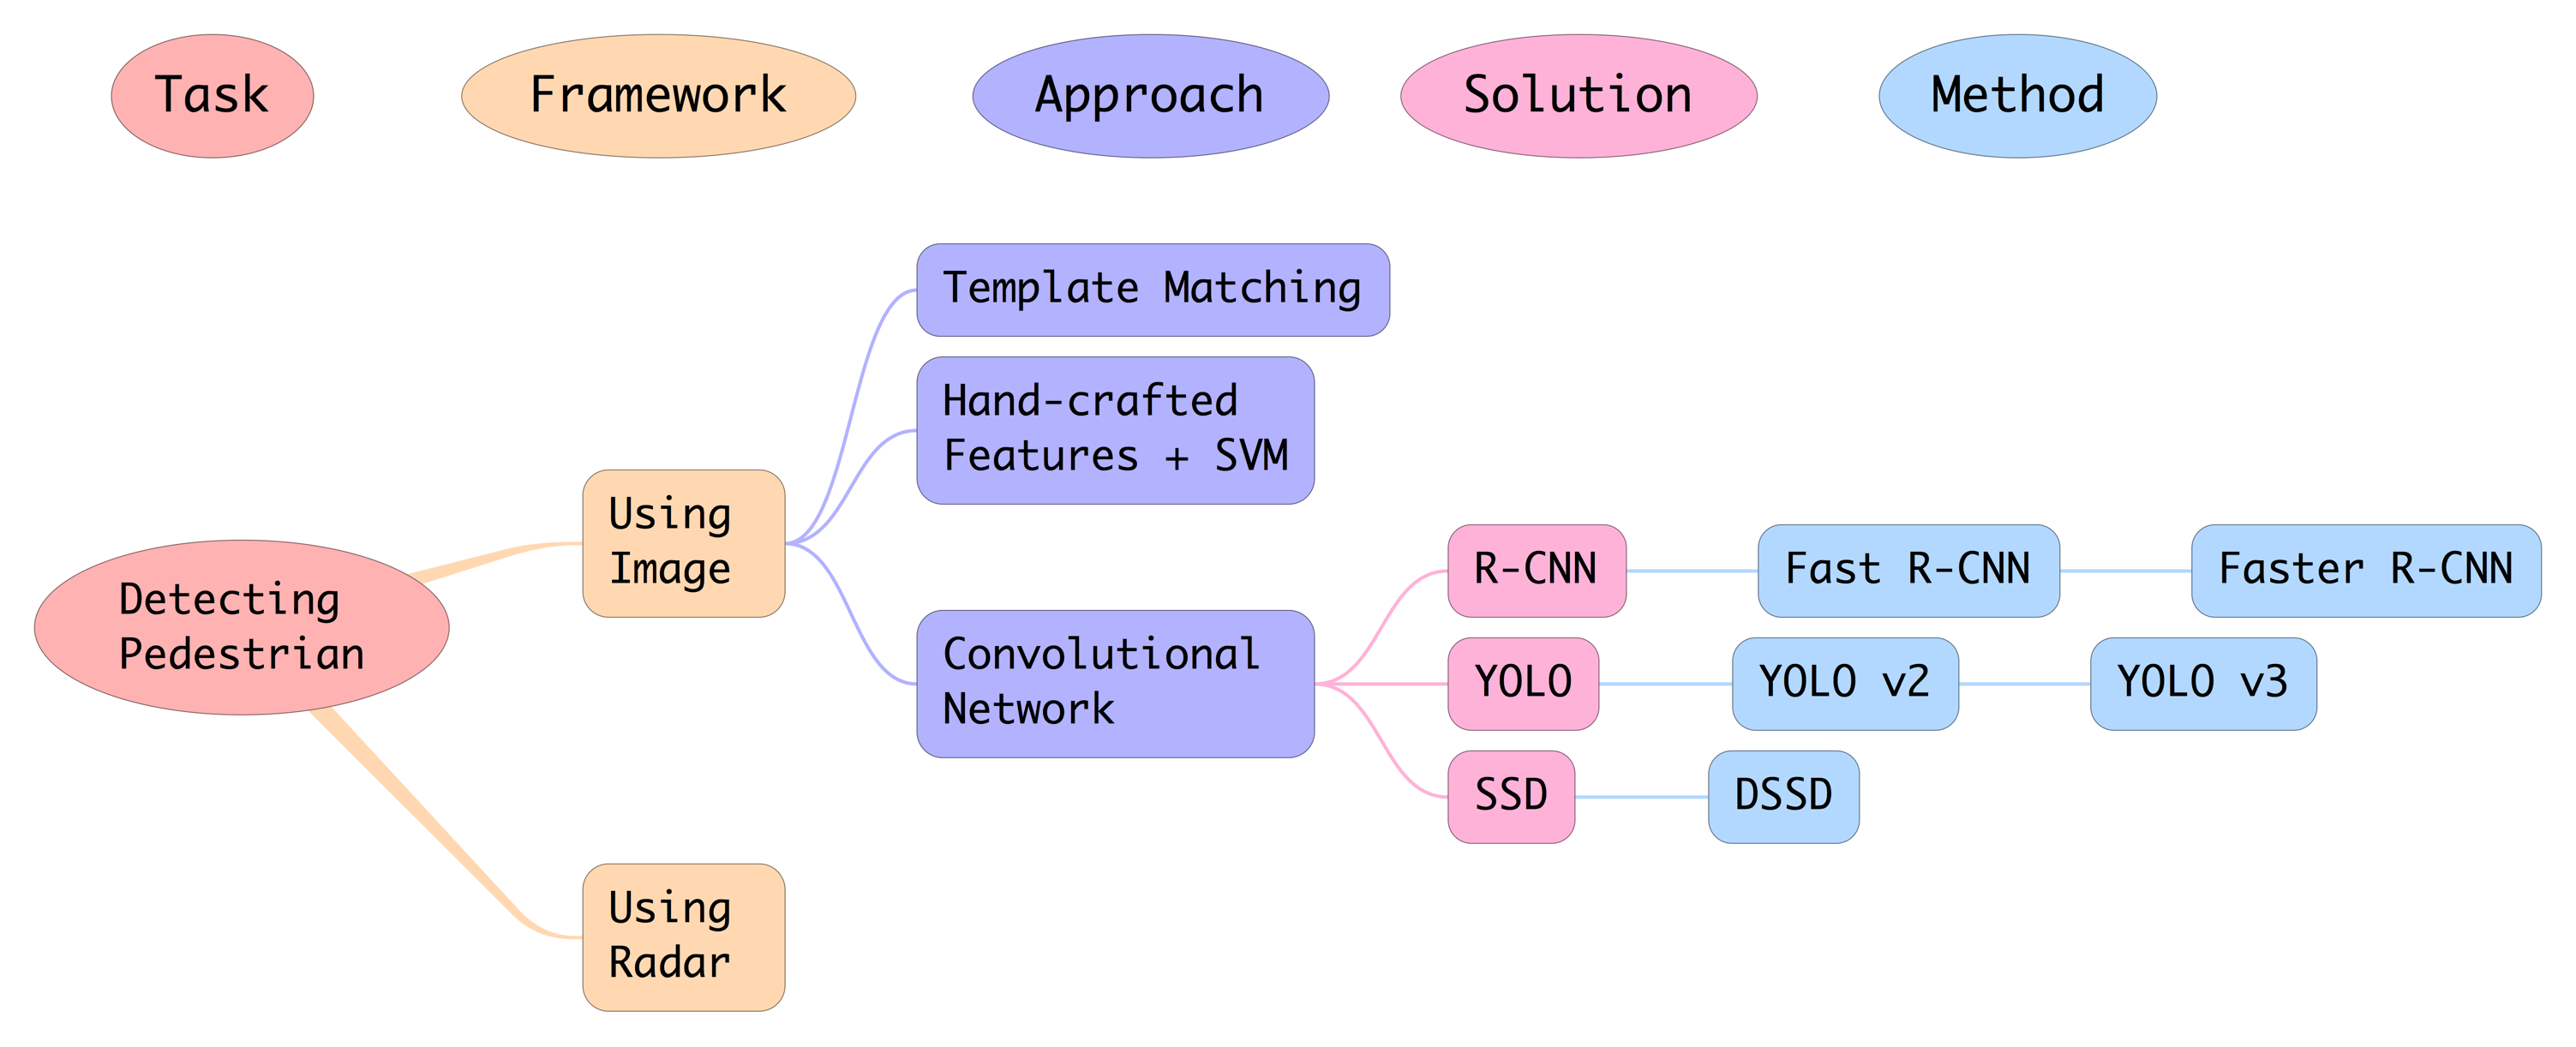 Task
Framework
Approach
Solution
Method
Detecting
Pedestrian
Using
Image
Using
Radar
Template Matching
Hand-crafted
Features + SVM
Convolutional
Network
R-CNN
Fast R-CNN
Faster R-CNN
YOLO
YOLO v2
YOLO v3
SSD
DSSD